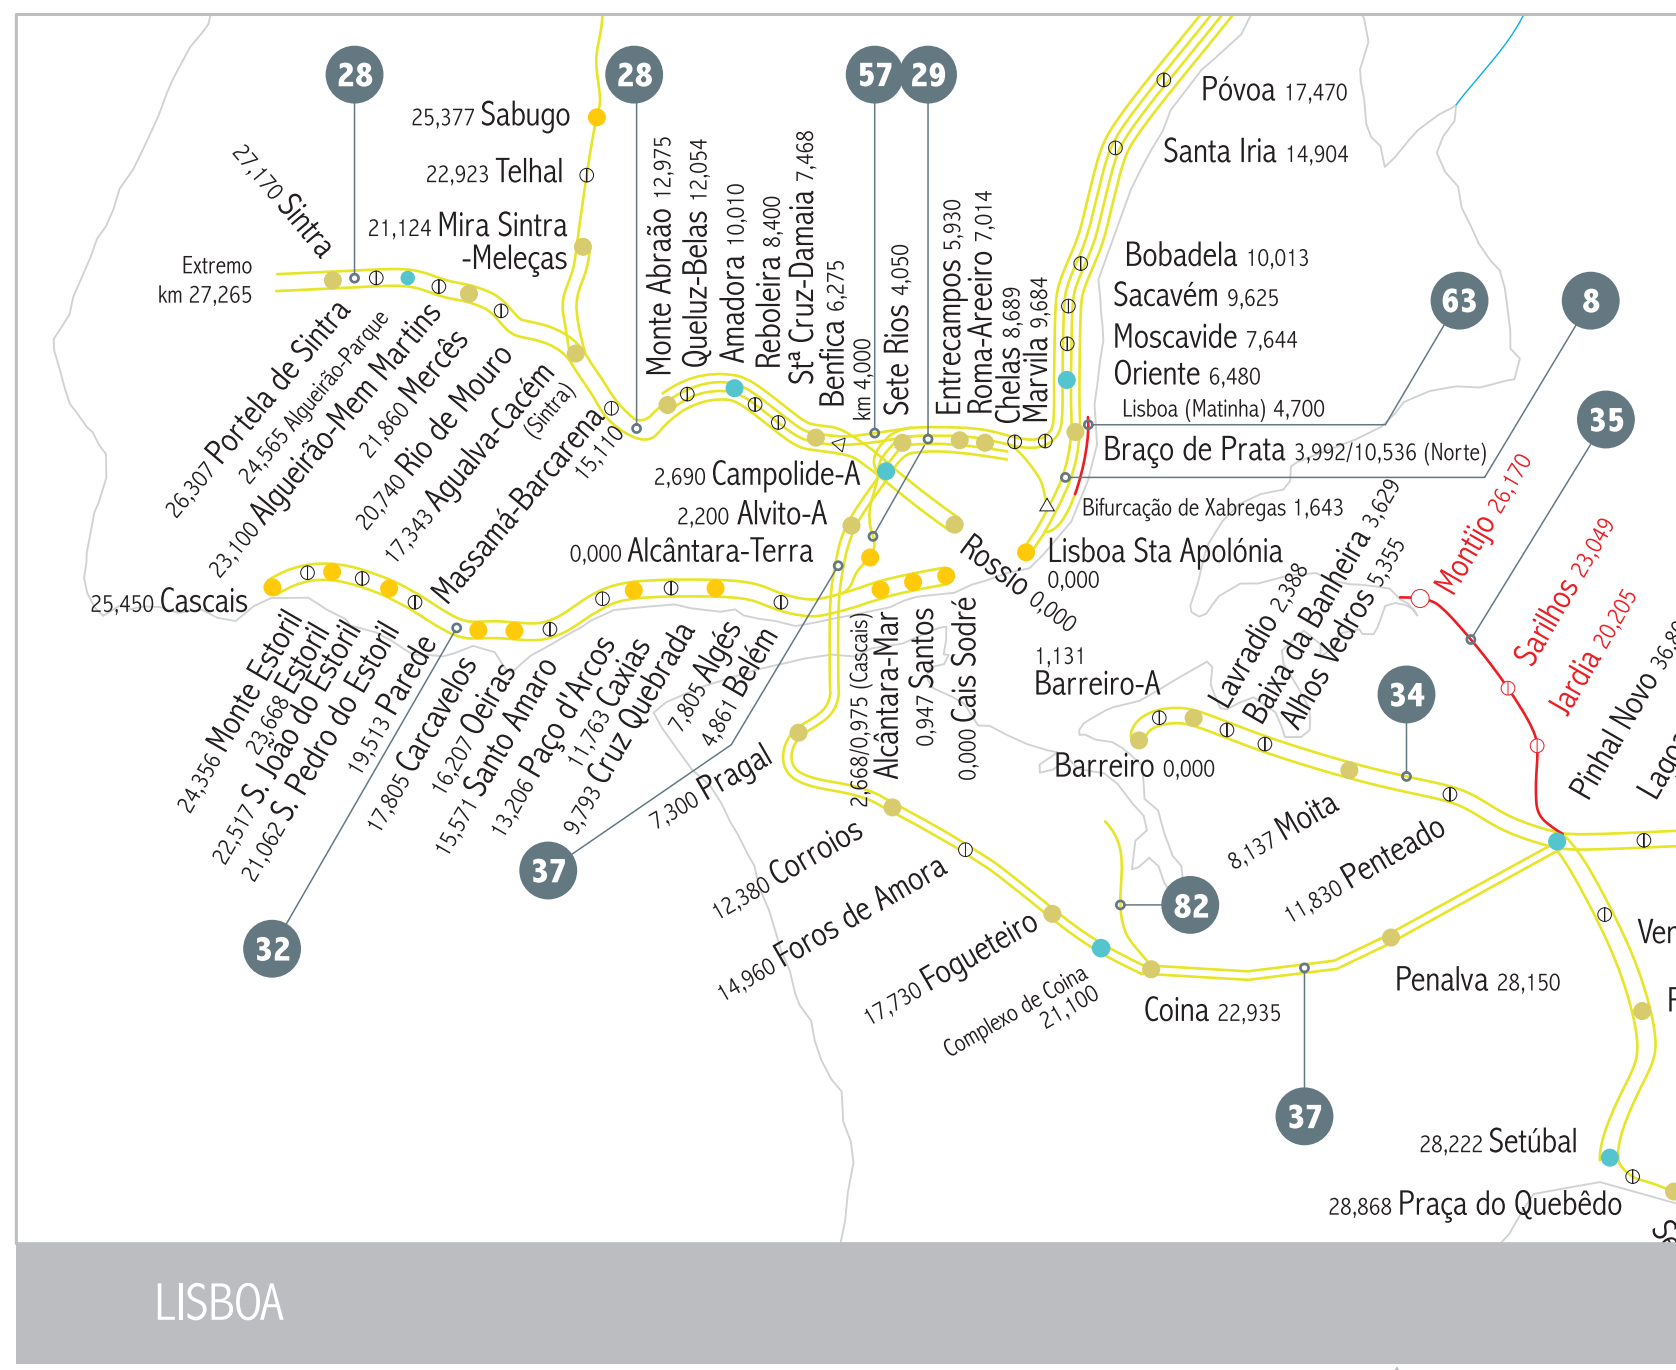 28
28
57
29
Póvoa 17,470
25,377 Sabugo
Santa Iria 14,904
22,923 Telhal
27,170 Sintra
21,124 Mira Sintra
-Meleças
Extremo
km 27,265
Monte Abraão 12,975
Queluz-Belas 12,054
Amadora 10,010
Reboleira 8,400
Stª Cruz-Damaia 7,468
Benfica 6,275
km 4,000
Sete Rios 4,050
Entrecampos 5,930
Roma-Areeiro 7,014
Chelas 8,689
Marvila 9,684
Bobadela 10,013
Sacavém 9,625
Moscavide 7,644
Oriente 6,480
Lisboa (Matinha) 4,700
Braço de Prata 3,992/10,536 (Norte)
Bifurcação de Xabregas 1,643
63
8
35
26,307 Portela de Sintra
24,565 Algueirão-Parque
23,100 Algueirão-Mem Martins
21,860 Mercês
20,740 Rio de Mouro
17,343 Agualva-Cacém
(Sintra)
Massamá-Barcarena
15,110
2,690 Campolide-A
2,200 Alvito-A
0,000 Alcântara-Terra
Rossio 0,000
Lisboa Sta Apolónia
0,000
25,450 Cascais
24,356 Monte Estoril
23,668 Estoril
22,517 S. João do Estoril
21,062 S. Pedro do Estoril
19,513 Parede
17,805 Carcavelos
16,207 Oeiras
15,571 Santo Amaro
13,206 Paço d'Arcos
11,763 Caxias
9,793 Cruz Quebrada
7,805 Algés
4,861 Belém
2,668/0,975 (Cascais)
Alcântara-Mar
0,947 Santos
0,000 Cais Sodré
1,131
Barreiro-A
Barreiro 0,000
Lavradio 2,388
Baixa da Banheira 3,629
Alhos Vedros 5,355
Montijo 26,170
Sarilhos 23,049
Jardia 20,205
34
Pinhal Novo 36,8
Lagoa
7,300 Pragal
12,380 Corroios
14,960 Foros de Amora
17,730 Fogueteiro
Complexo de Coina
21,100
8,137 Moita
11,830 Penteado
37
82
32
Coina 22,935
Penalva 28,150
Ven
37
28,222 Setúbal
28,868 Praça do Quebêdo
LISBOA